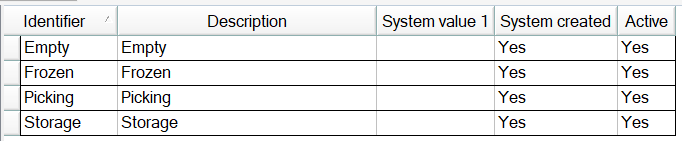 Identifier Description System value 1 System created Active
Empty Empty Yes Yes
Frozen Frozen Yes Yes
Picking Picking Yes Yes
Storage Storage Yes Yes